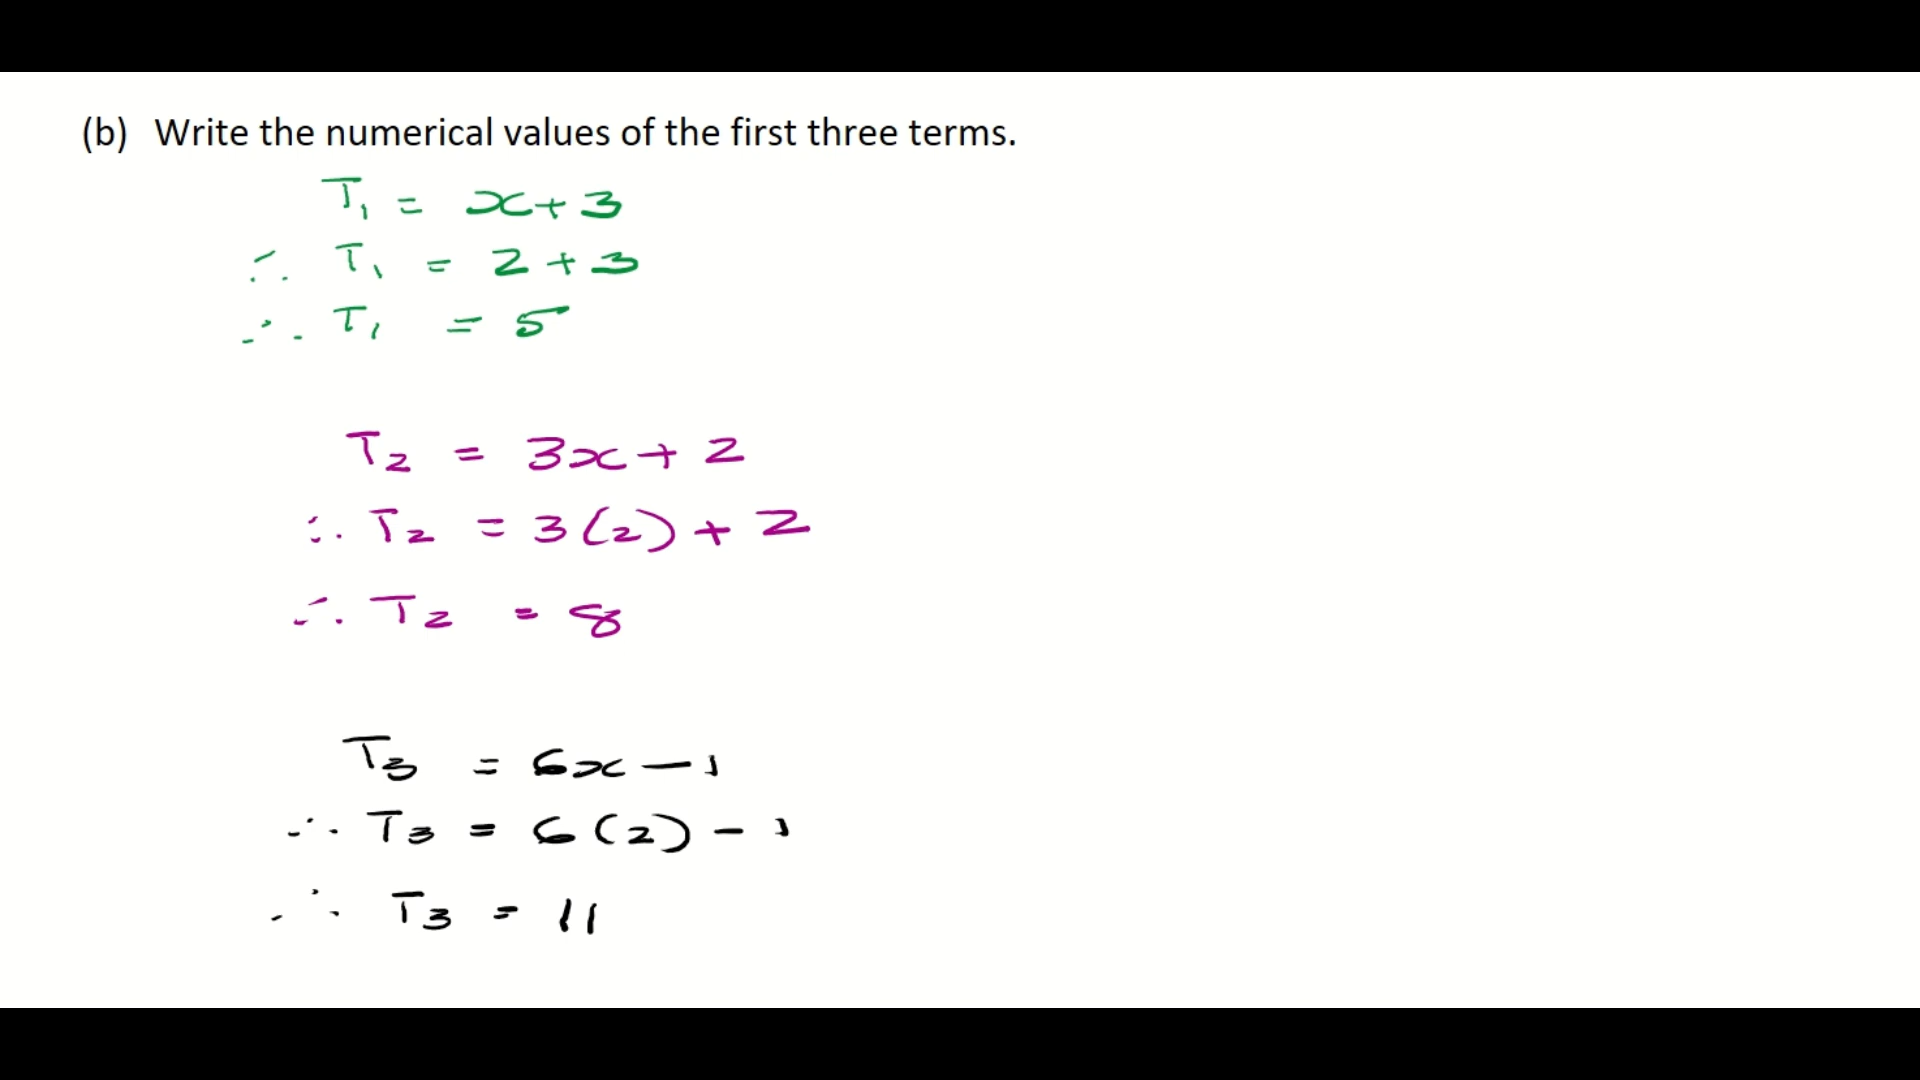 (b) Write the numerical values of the first three terms.
T₁ = x + 3
∴ T₁ = 2 + 3
∴ T₁ = 5
T₂ = 3x + 2
∴ T₂ = 3(2) + 2
∴ T₂ = 8
T₃ = 6x - 1
∴ T₃ = 6(2) - 1
∴ T₃ = 11